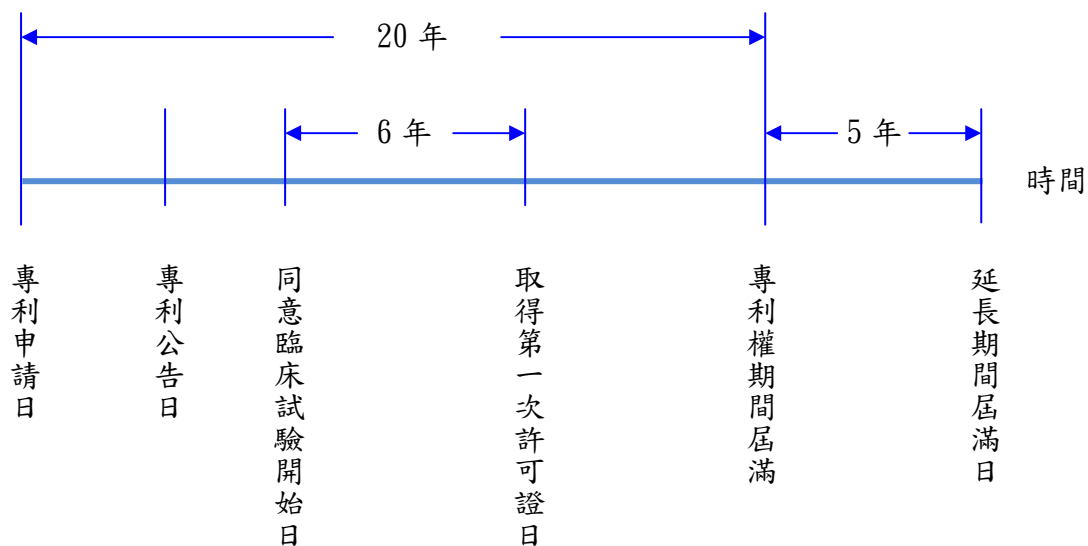 20 年
6 年
5 年
時間
專利申請日
專利公告日
同意臨床試驗開始日
取得第一次許可證日
專利權期間屆滿
延長期間屆滿日